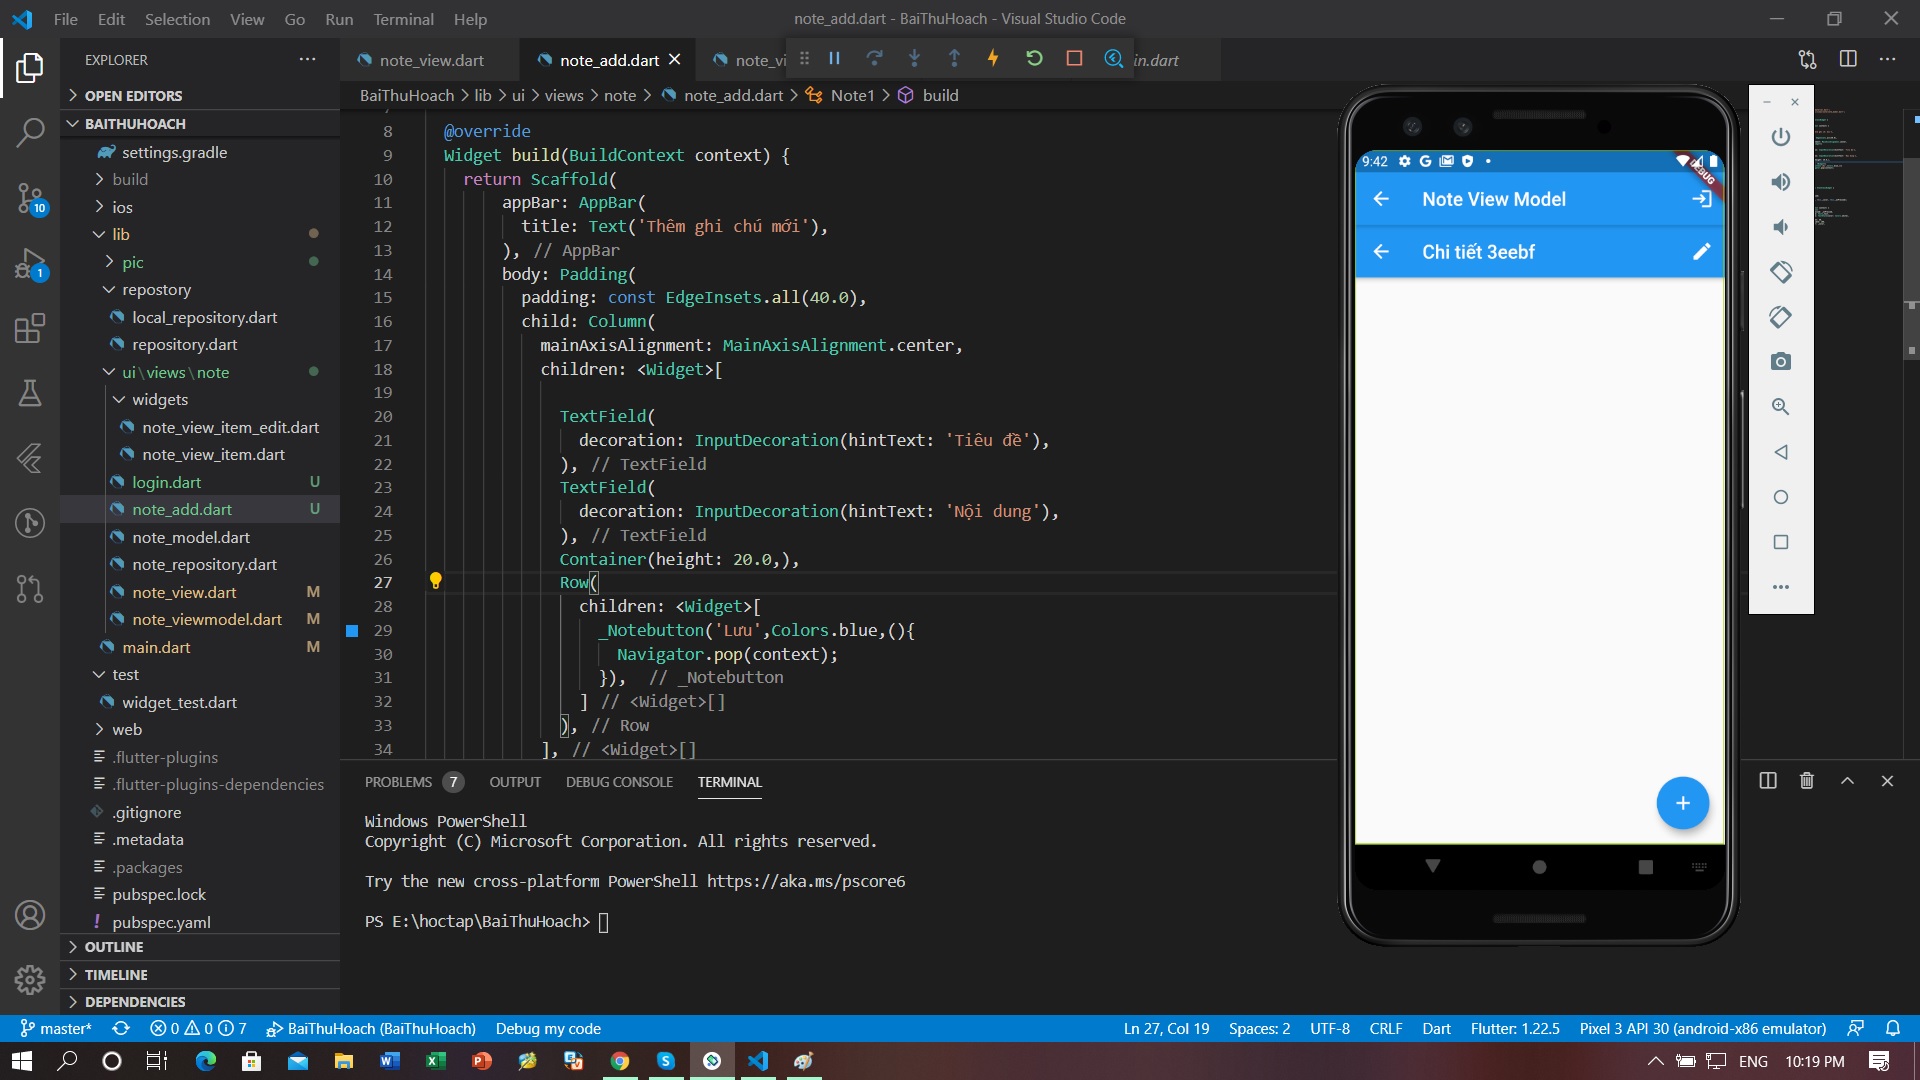 File Edit Selection View Go Run Terminal Help
note_add.dart - BaiThuHoach - Visual Studio Code
EXPLORER
OPEN EDITORS
BAITHUHOACH
settings.gradle
build
ios
lib
pic
repostory
local_repository.dart
repository.dart
ui\views\note
widgets
note_view_item_edit.dart
note_view_item.dart
login.dart U
note_add.dart U
note_model.dart
note_repository.dart
note_view.dart M
note_viewmodel.dart M
main.dart M
test
widget_test.dart
web
.flutter-plugins
.flutter-plugins-dependencies
.gitignore
.metadata
.packages
pubspec.lock
pubspec.yaml
OUTLINE
TIMELINE
DEPENDENCIES
10
1
note_view.dart
note_add.dart
note_vi
in.dart
BaiThuHoach > lib > ui > views > note > note_add.dart > Note1 > build
8 @override
9 Widget build(BuildContext context) {
10 return Scaffold(
11 appBar: AppBar(
12 title: Text('Thêm ghi chú mới'),
13 ), // AppBar
14 body: Padding(
15 padding: const EdgeInsets.all(40.0),
16 child: Column(
17 mainAxisAlignment: MainAxisAlignment.center,
18 children: <Widget>[
19
20 TextField(
21 decoration: InputDecoration(hintText: 'Tiêu đề'),
22 ), // TextField
23 TextField(
24 decoration: InputDecoration(hintText: 'Nội dung'),
25 ), // TextField
26 Container(height: 20.0,),
27 Row(
28 children: <Widget>[
29 _Notebutton('Lưu',Colors.blue,(){
30 Navigator.pop(context);
31 }), // _Notebutton
32 ] // <Widget>[]
33 ), // Row
34 ], // <Widget>[]
PROBLEMS 7 OUTPUT DEBUG CONSOLE TERMINAL
Windows PowerShell
Copyright (C) Microsoft Corporation. All rights reserved.
Try the new cross-platform PowerShell https://aka.ms/pscore6
PS E:\hoctap\BaiThuHoach>
9:42
DEBUG
Note View Model
Chi tiết 3eebf
master* 0 0 7 BaiThuHoach (BaiThuHoach) Debug my code
Ln 27, Col 19 Spaces: 2 UTF-8 CRLF Dart Flutter: 1.22.5 Pixel 3 API 30 (android-x86 emulator)
ENG 10:19 PM